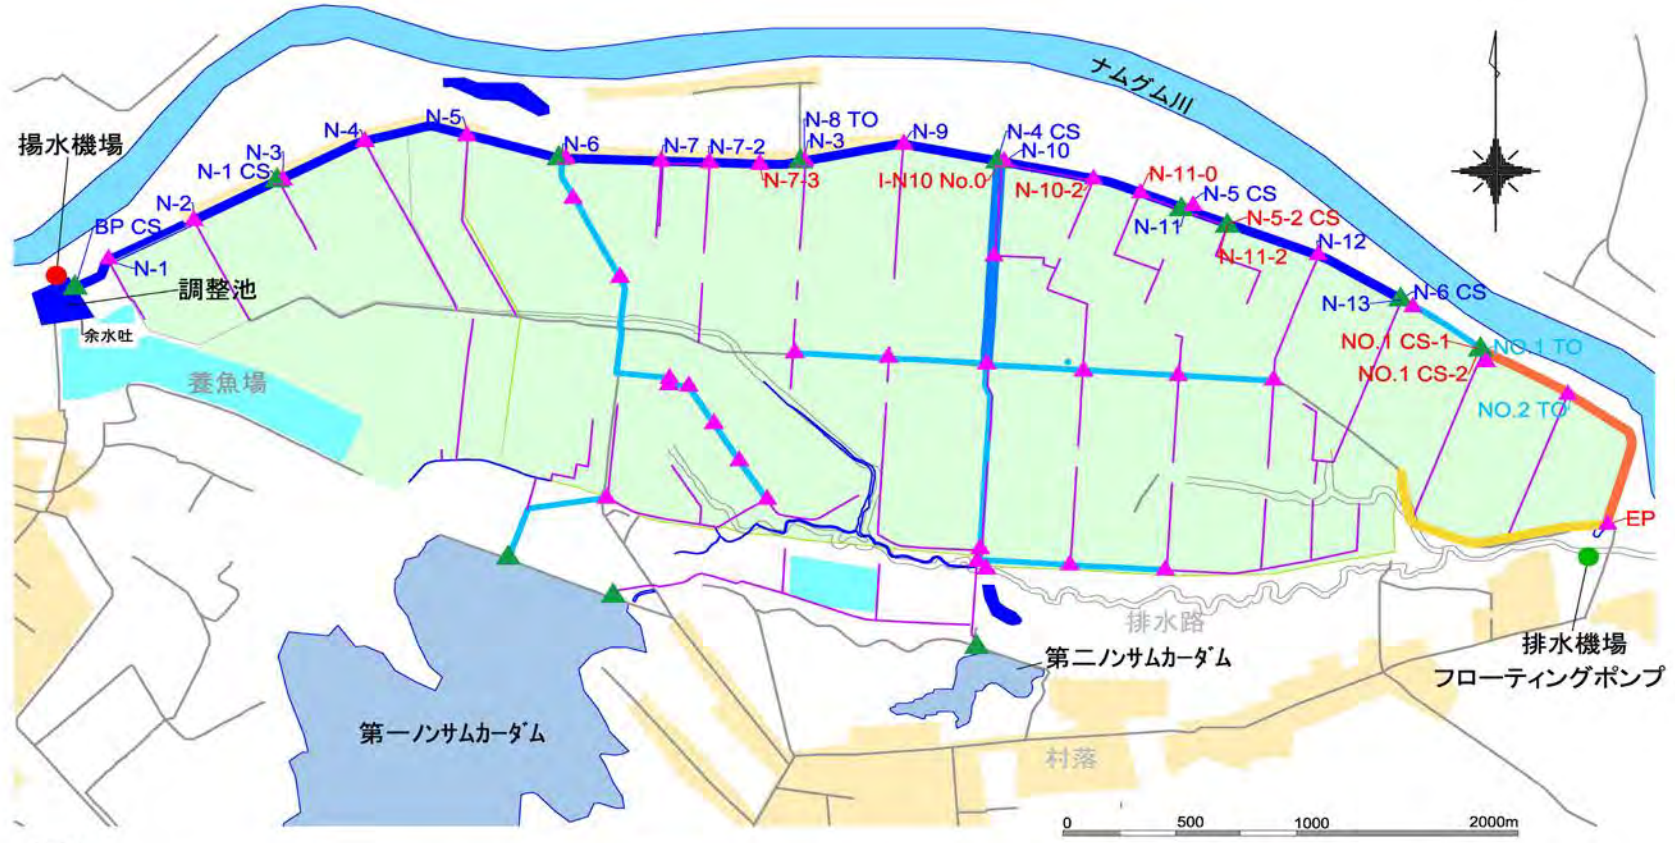 ナムグム川
揚水機場
N-5
N-4
N-3
N-1 CS
N-2
BP CS
N-1
調整池
余水吐
養魚場
N-6
N-7
N-7-2
N-7-3
N-8 TO
N-3
N-9
N-4 CS
N-10
I-N10 No.0
N-10-2
N-11-0
N-5 CS
N-11
N-5-2 CS
N-11-2
N-12
N-13
N-6 CS
NO.1 CS-1
NO.1 TO
NO.1 CS-2
NO.2 TO
EP
排水路
排水機場
フローティングポンプ
第二ノンサムカーダム
第一ノンサムカーダム
村落
0 500 1000 2000m